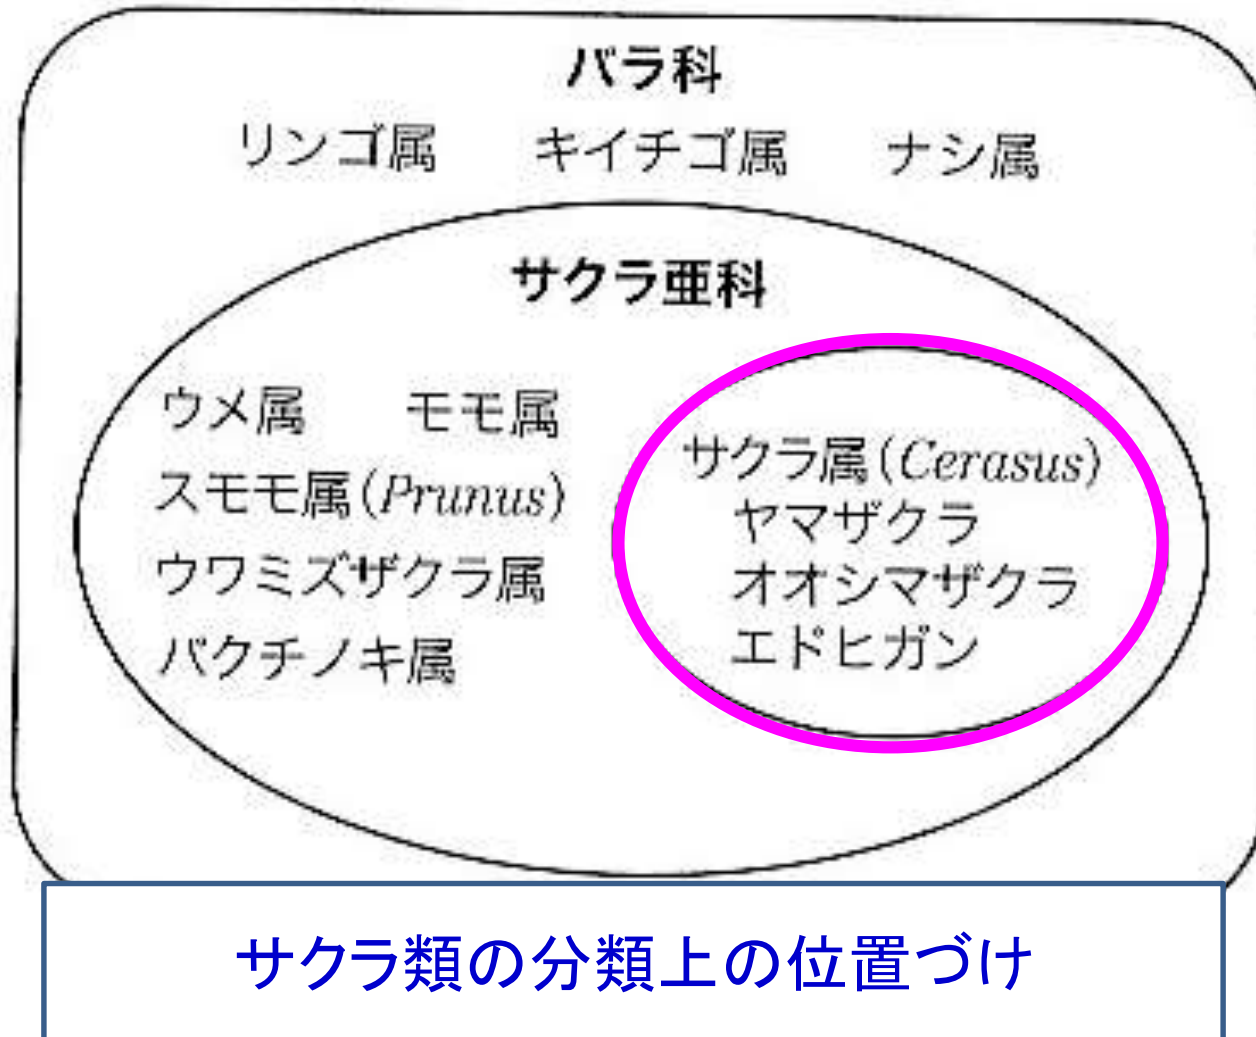 バラ科
リンゴ属 キイチゴ属 ナシ属
サクラ亜科
ウメ属 モモ属
スモモ属(Prunus)
ウワミズザクラ属
バクチノキ属
サクラ属(Cerasus)
ヤマザクラ
オオシマザクラ
エドヒガン
サクラ類の分類上の位置づけ